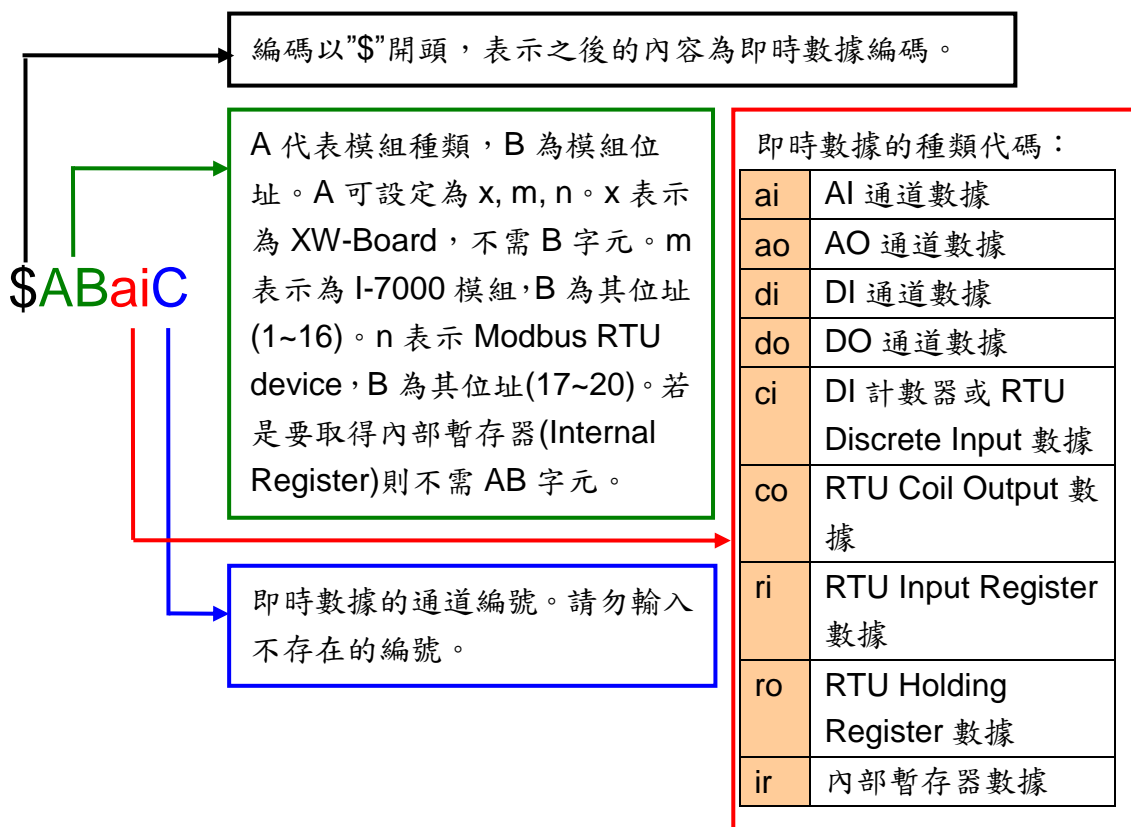 編碼以”$”開頭，表示之後的內容為即時數據編碼。
A 代表模組種類，B 為模組位
址。A 可設定為 x, m, n。x 表示
為 XW-Board，不需 B 字元。m
表示為 I-7000 模組，B 為其位址
(1~16)。n 表示 Modbus RTU
device，B 為其位址(17~20)。若
是要取得內部暫存器(Internal
Register)則不需 AB 字元。
$ABaiC
即時數據的通道編號。請勿輸入
不存在的編號。
即時數據的種類代碼：
ai AI 通道數據
ao AO 通道數據
di DI 通道數據
do DO 通道數據
ci DI 計數器或 RTU
Discrete Input 數據
co RTU Coil Output 數
據
ri RTU Input Register
數據
ro RTU Holding
Register 數據
ir 內部暫存器數據